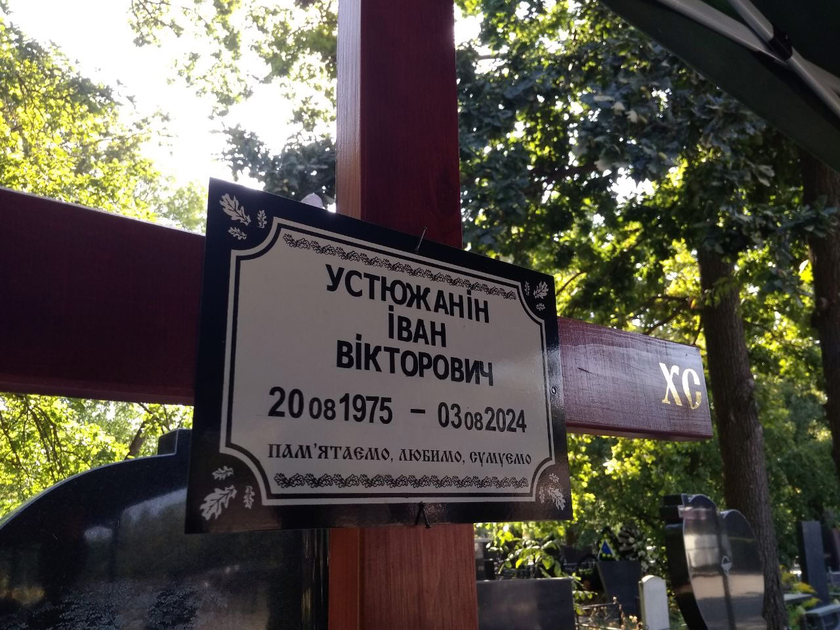 УСТЮЖАНІН
ІВАН
ВІКТОРОВИЧ
20 08 1975 – 03 08 2024
ПАМ'ЯТАЄМО, ЛЮБИМО, СУМУЄМО
ХС